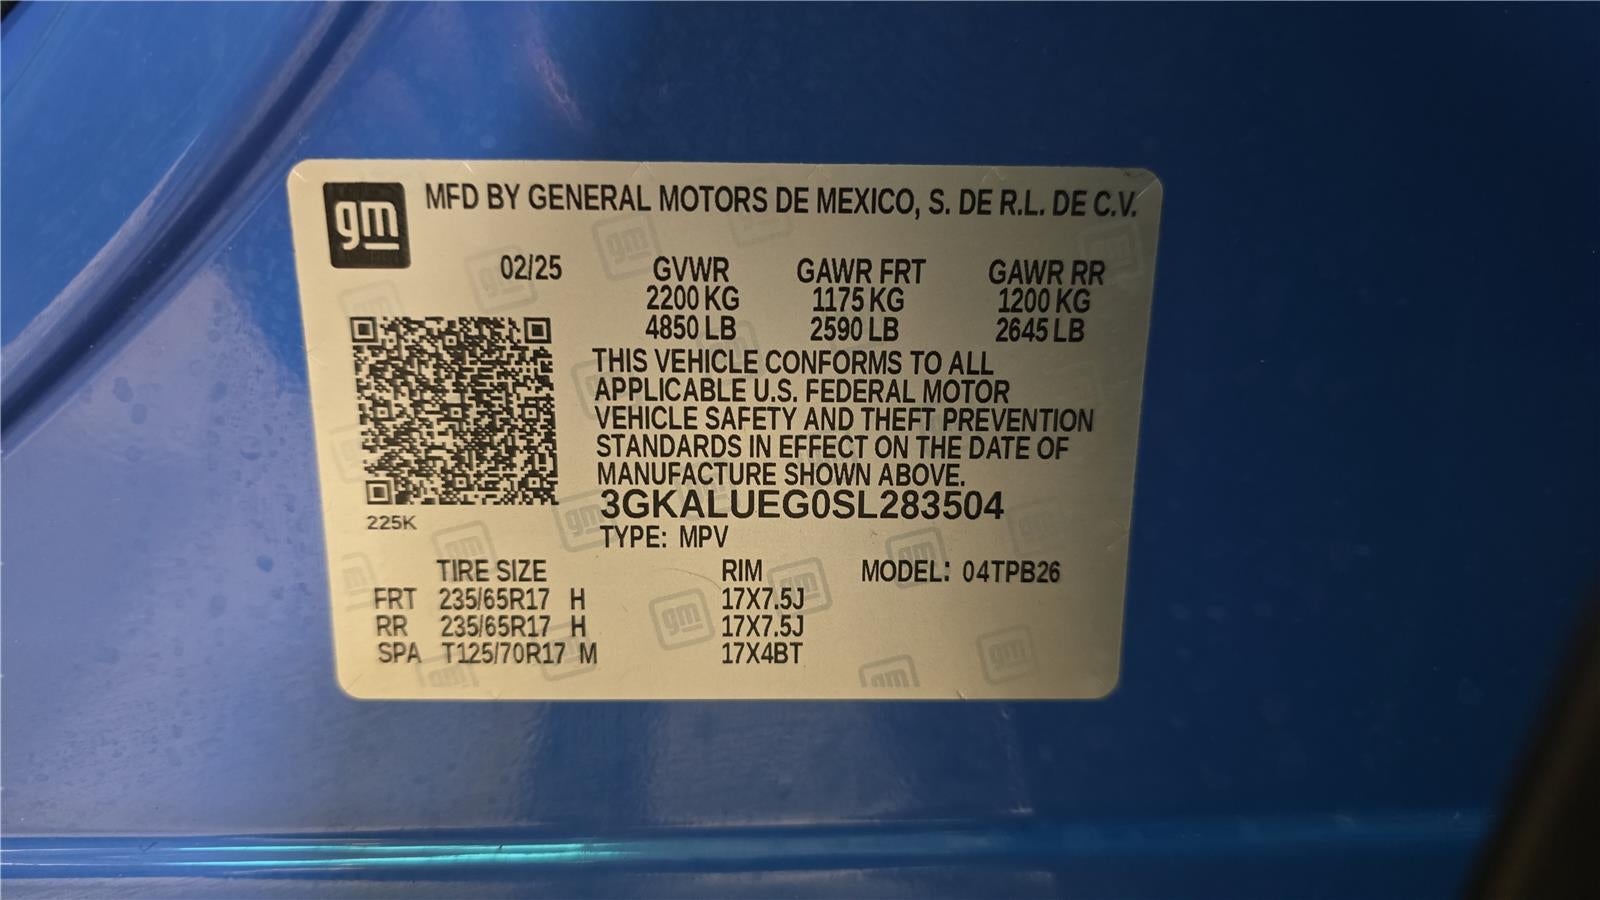 gm MFD BY GENERAL MOTORS DE MEXICO, S. DE R.L. DE C.V.
02/25 GVWR GAWR FRT GAWR RR
2200 KG 1175 KG 1200 KG
4850 LB 2590 LB 2645 LB
THIS VEHICLE CONFORMS TO ALL
APPLICABLE U.S. FEDERAL MOTOR
VEHICLE SAFETY AND THEFT PREVENTION
STANDARDS IN EFFECT ON THE DATE OF
MANUFACTURE SHOWN ABOVE.
3GKALUEG0SL283504
225K
TYPE: MPV
TIRE SIZE RIM MODEL: 04TPB26
FRT 235/65R17 H 17X7.5J
RR 235/65R17 H 17X7.5J
SPA T125/70R17 M 17X4BT